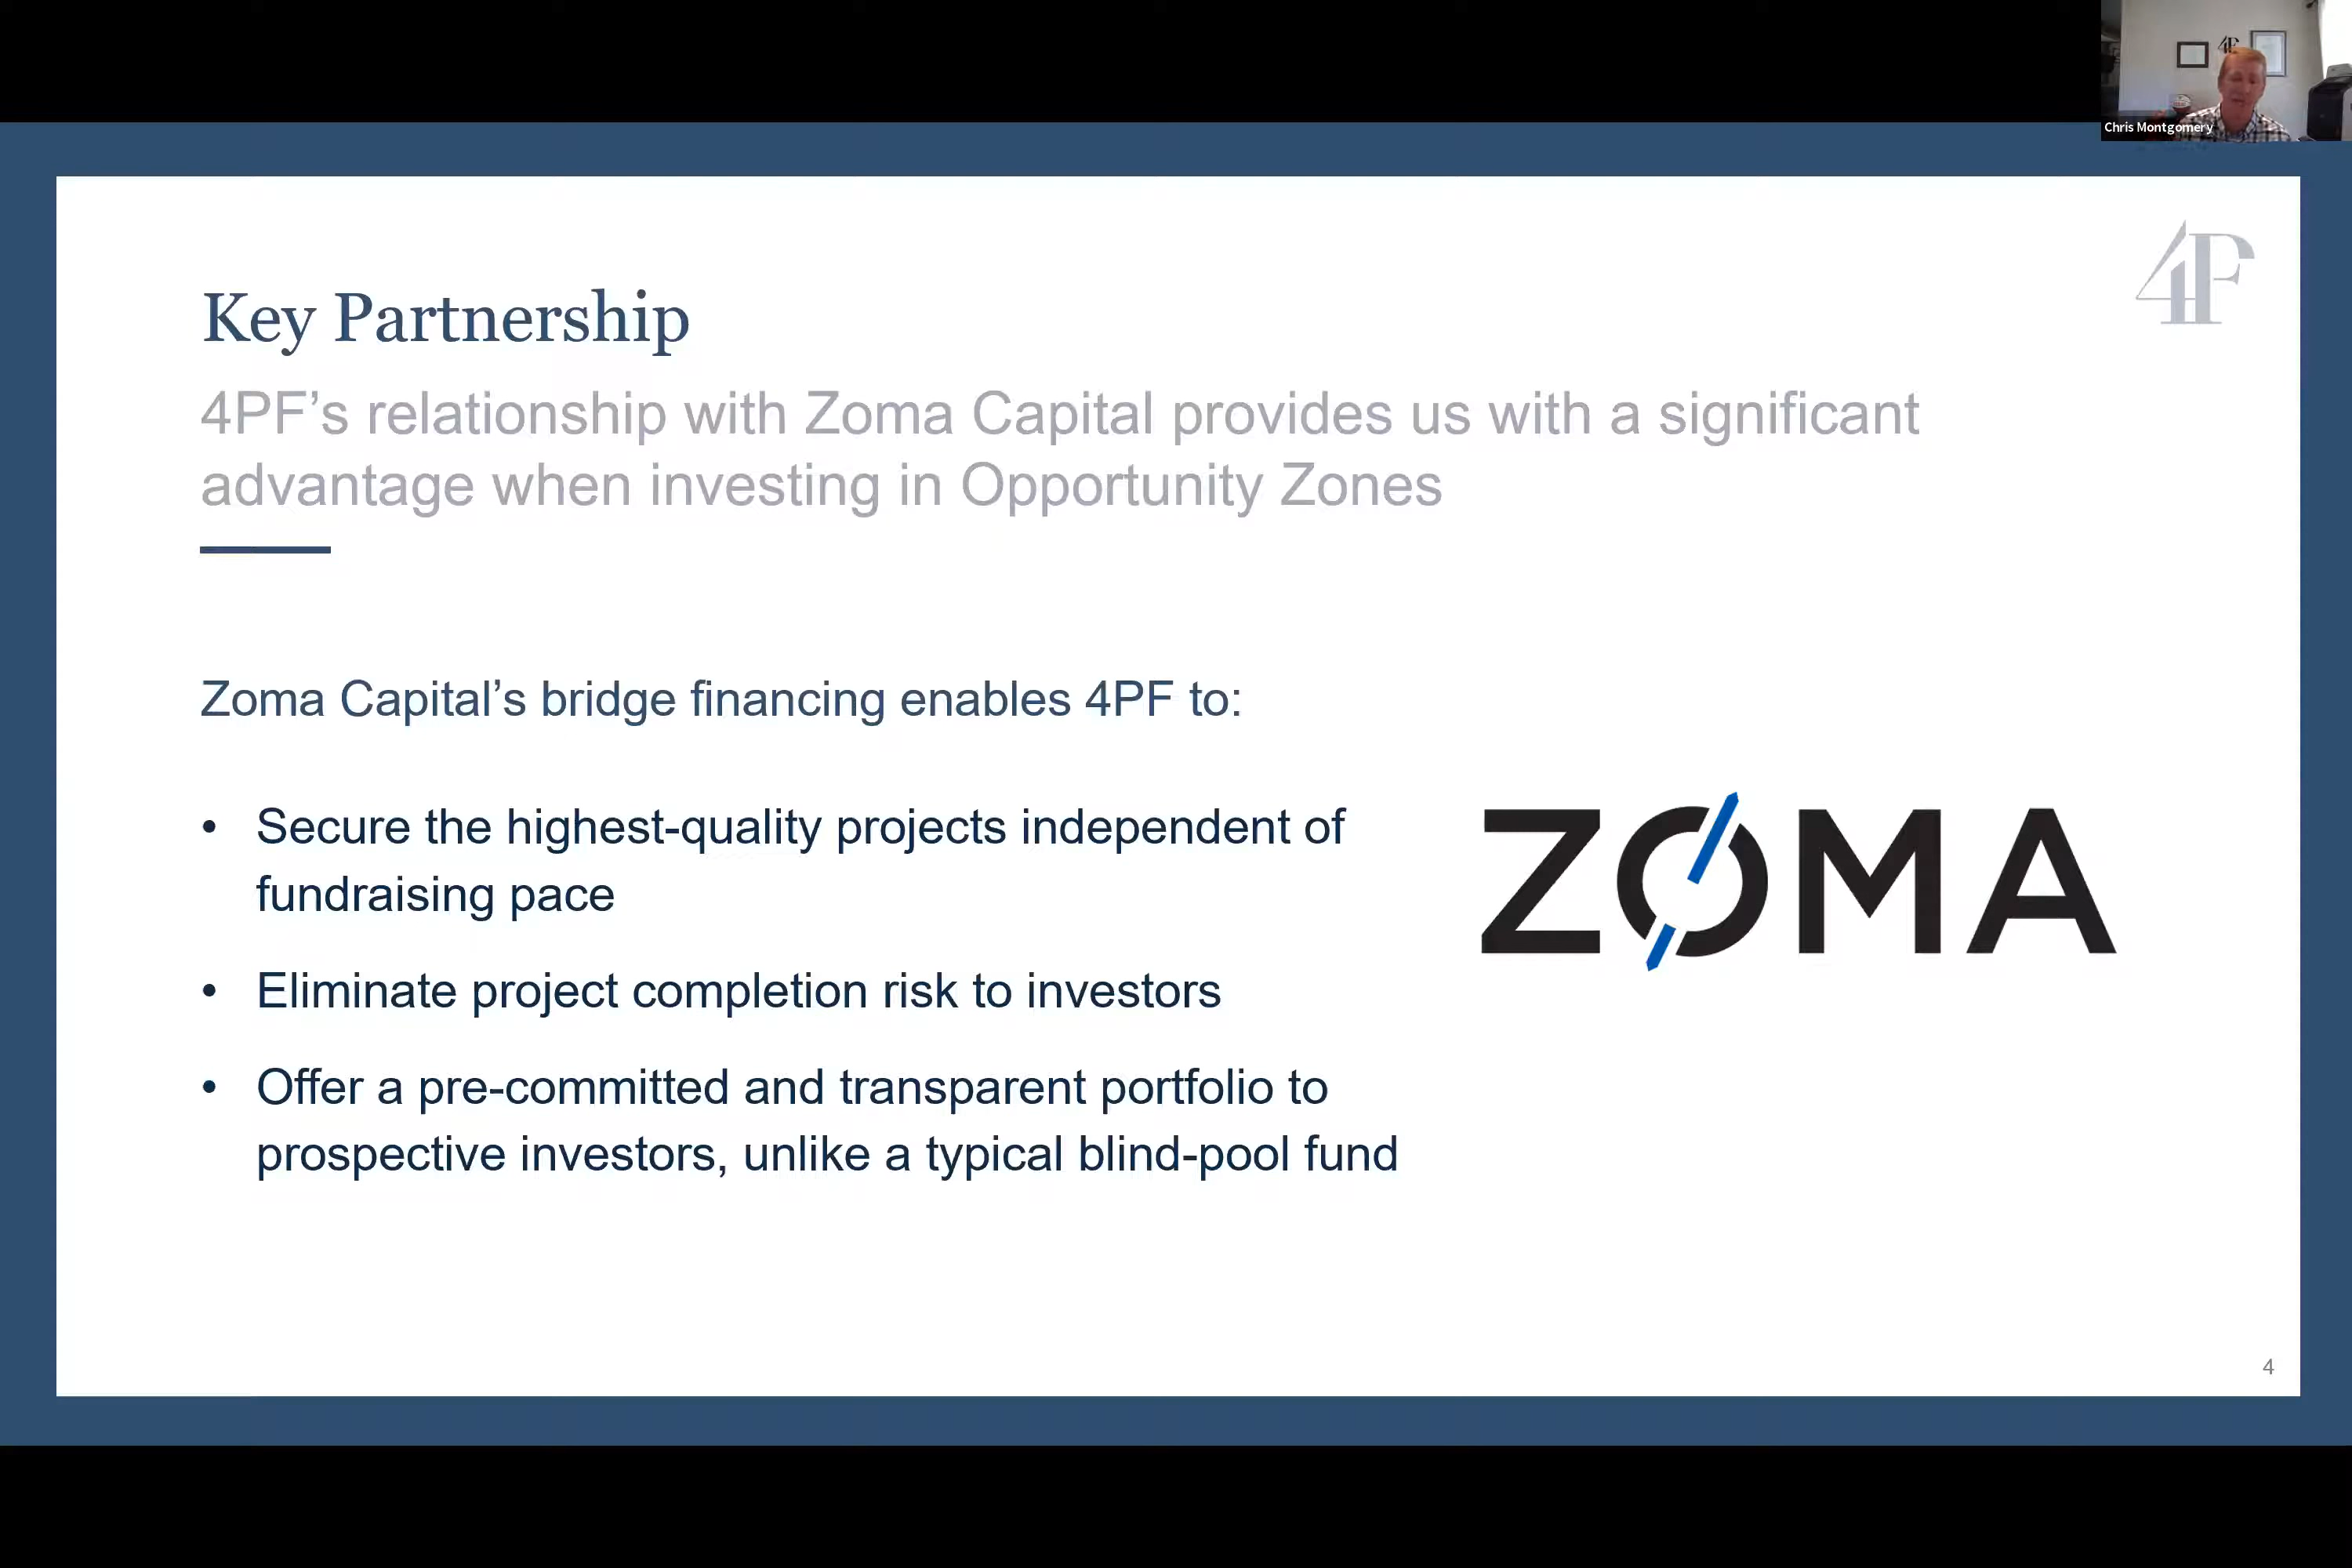 Chris Montgomery
4PF
Key Partnership
4PF’s relationship with Zoma Capital provides us with a significant
advantage when investing in Opportunity Zones
Zoma Capital’s bridge financing enables 4PF to:
• Secure the highest-quality projects independent of
fundraising pace
• Eliminate project completion risk to investors
• Offer a pre-committed and transparent portfolio to
prospective investors, unlike a typical blind-pool fund
ZOMA
4